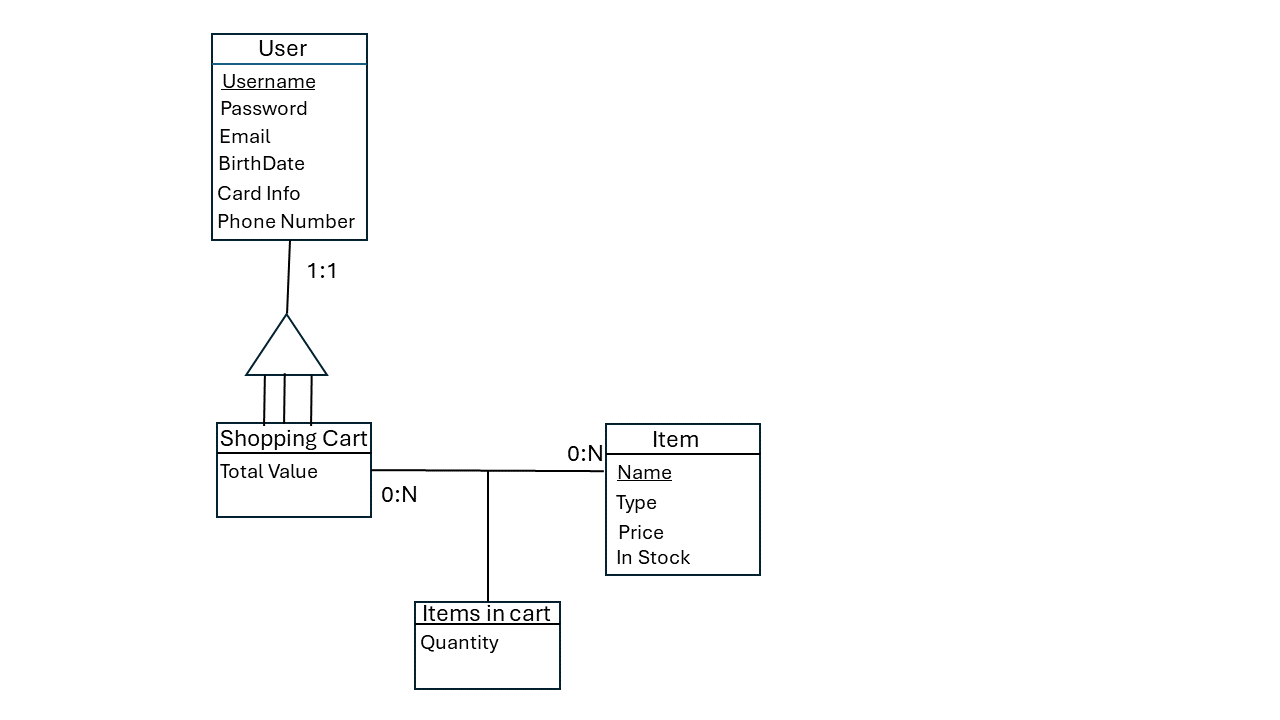 User
Username
Password
Email
BirthDate
Card Info
Phone Number
1:1
Shopping Cart
Total Value
0:N
0:N
Item
Name
Type
Price
In Stock
Items in cart
Quantity